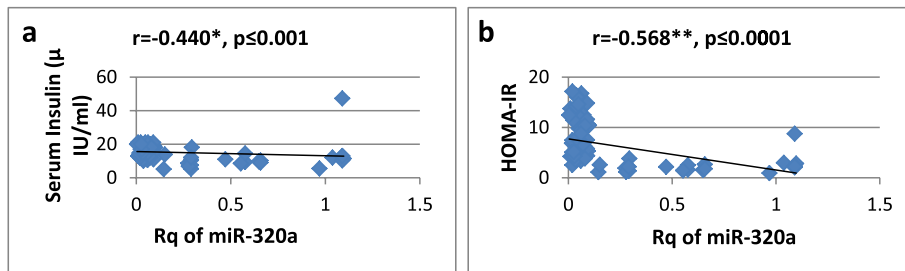 a
r=-0.440*, p≤0.001
Serum Insulin (μ
IU/ml)
60
40
20
0
0
0.5
1
1.5
Rq of miR-320a
b
r=-0.568**, p≤0.0001
HOMA-IR
20
10
0
0
0.5
1
1.5
Rq of miR-320a